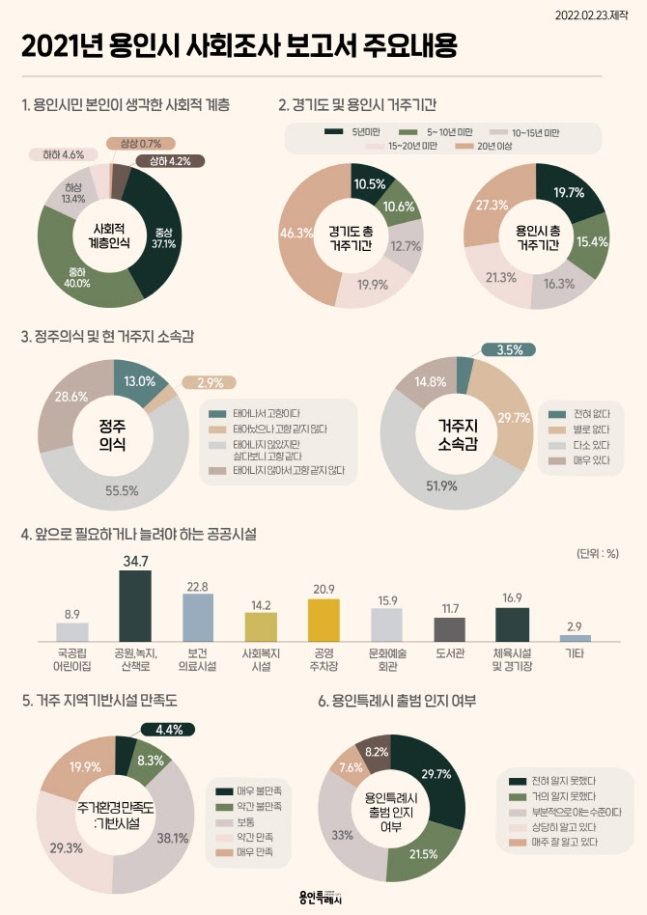 2022.02.23.제작
2021년 용인시 사회조사 보고서 주요내용
1. 용인시민 본인이 생각한 사회적 계층
상상 0.7%
하하 4.6%
상하 4.2%
하상
13.4%
중상
37.1%
중하
40.0%
사회적
계층인식
2. 경기도 및 용인시 거주기간
5년미만
5~10년 미만
10~15년 미만
15~20년 미만
20년 이상
10.5%
10.6%
12.7%
19.9%
46.3%
경기도 총
거주기간
19.7%
15.4%
16.3%
21.3%
27.3%
용인시 총
거주기간
3. 정주의식 및 현 거주지 소속감
13.0%
2.9%
55.5%
28.6%
정주
의식
태어나서 고향이다
태어났으나 고향 같지 않다
태어나지 않았지만
살다보니 고향 같다
태어나지 않아서 고향 같지 않다
3.5%
29.7%
51.9%
14.8%
거주지
소속감
전혀 없다
별로 없다
다소 있다
매우 있다
4. 앞으로 필요하거나 늘려야 하는 공공시설
(단위 : %)
8.9
34.7
22.8
14.2
20.9
15.9
11.7
16.9
2.9
국공립
어린이집
공원,녹지,
산책로
보건
의료시설
사회복지
시설
공영
주차장
문화예술
회관
도서관
체육시설
및 경기장
기타
5. 거주 지역기반시설 만족도
4.4%
8.3%
38.1%
29.3%
19.9%
주거환경 만족도
:기반시설
매우 불만족
약간 불만족
보통
약간 만족
매우 만족
6. 용인특례시 출범 인지 여부
8.2%
7.6%
29.7%
33%
21.5%
용인특례시
출범 인지
여부
전혀 알지 못했다
거의 알지 못했다
부분적으로 아는 수준이다
상당히 알고 있다
매주 잘 알고 있다
용인특례시